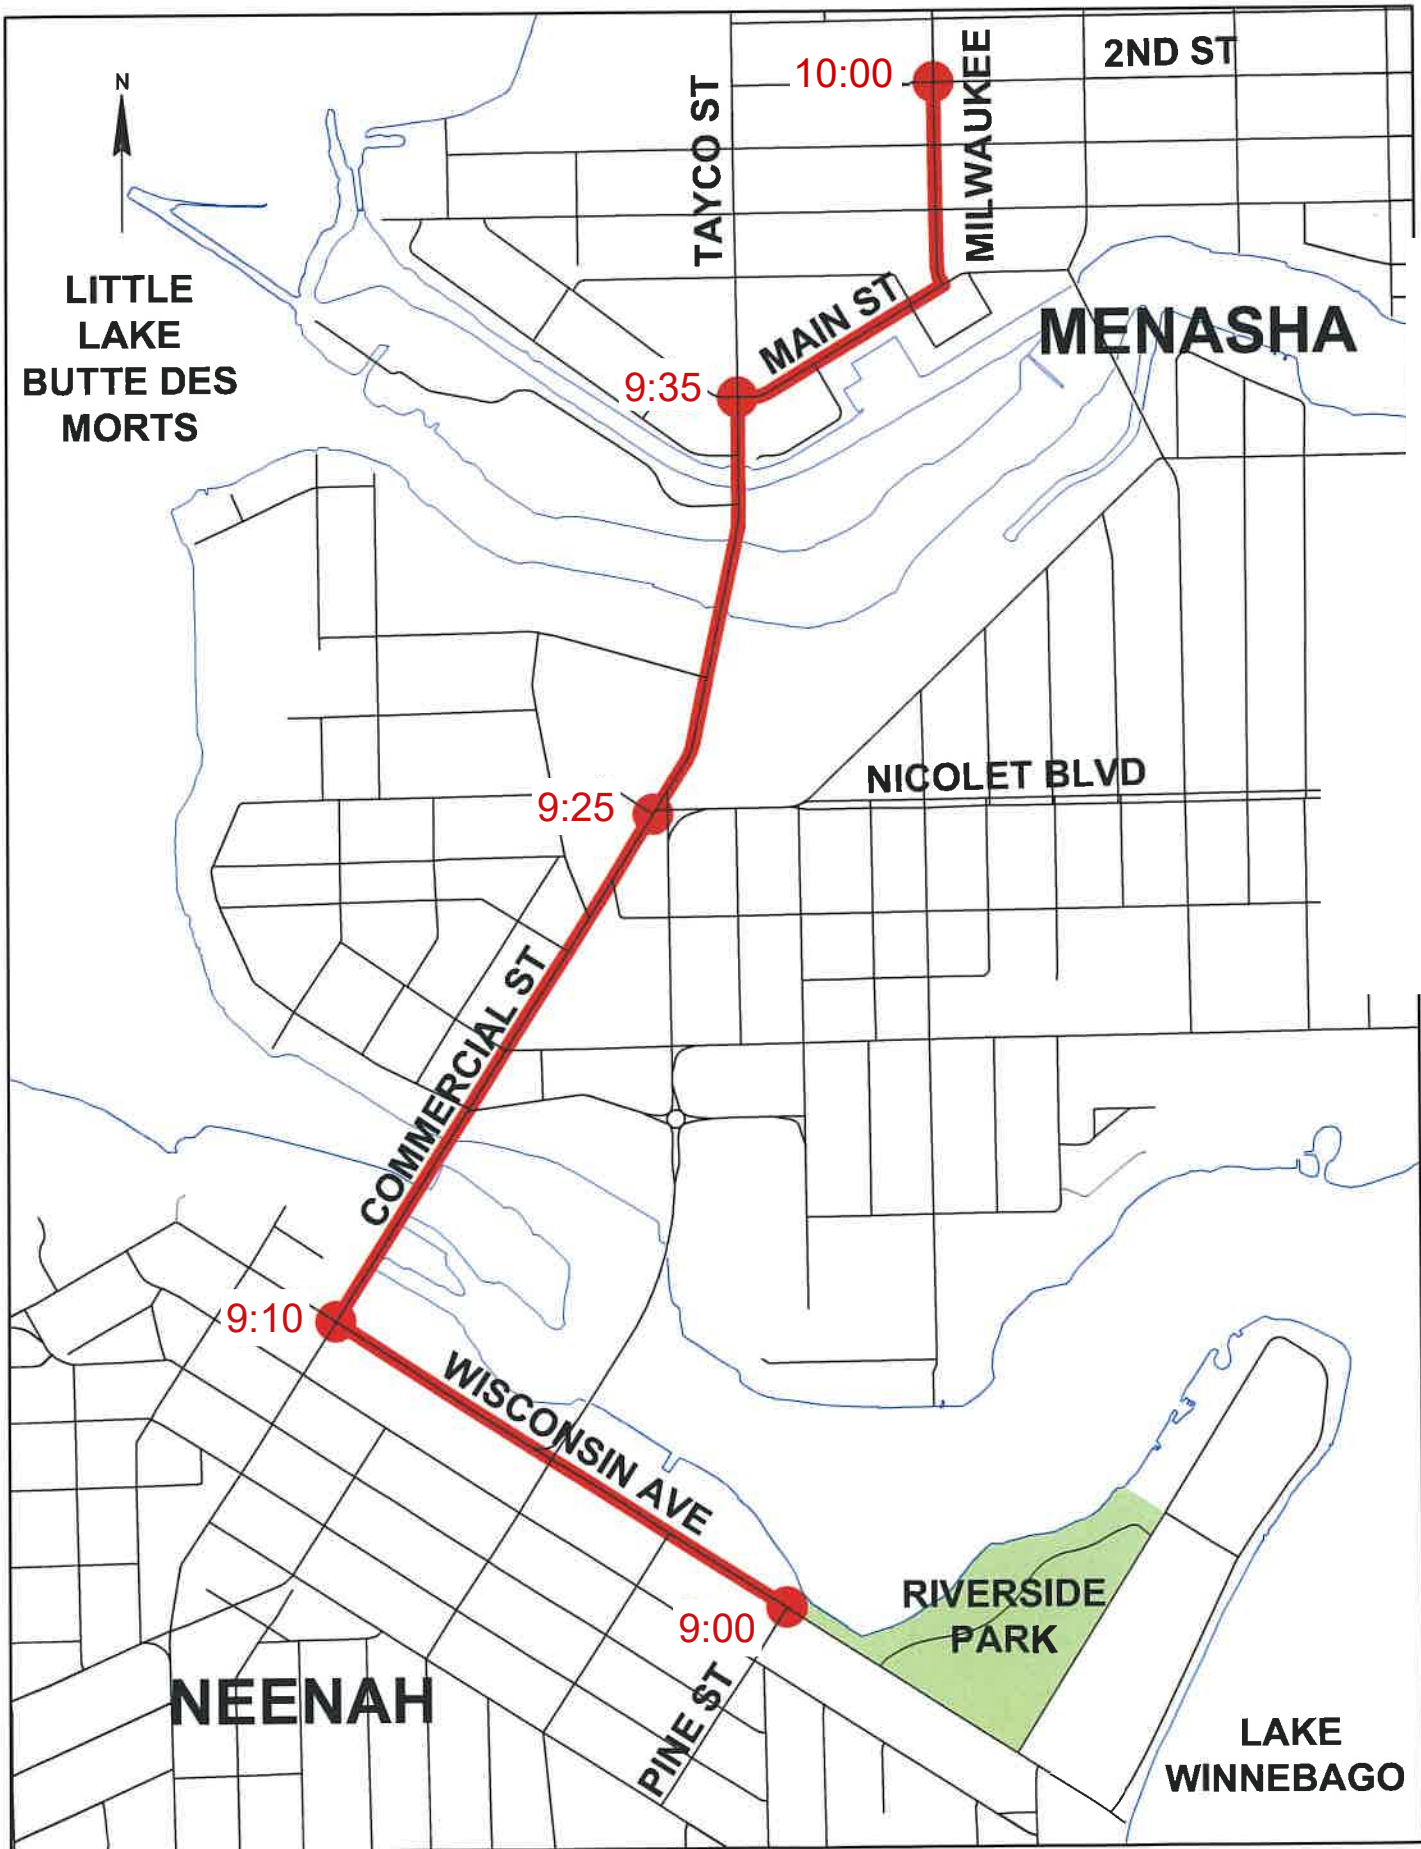 2ND ST
10:00
MILWAUKEE
TAYCO ST
N
LITTLE
LAKE
BUTTE DES
MORTS
MAIN ST
MENASHA
9:35
NICOLET BLVD
9:25
COMMERCIAL ST
9:10
WISCONSIN AVE
RIVERSIDE
PARK
9:00
PINE ST
NEENAH
LAKE
WINNEBAGO